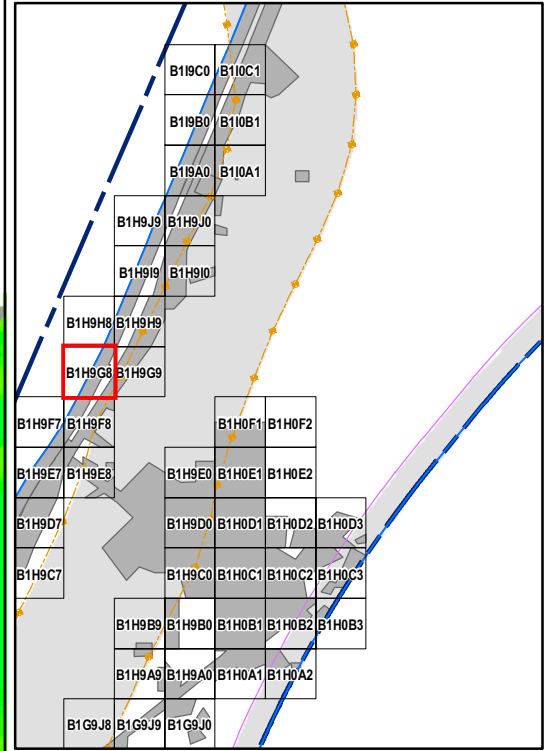 B1I9C0 B1I0C1
B1I9B0 B1I0B1
B1I9A0 B1I0A1
B1H9J9 B1H9J0
B1H9I9 B1H9I0
B1H9H8 B1H9H9
B1H9G8 B1H9G9
B1H9F7 B1H9F8 B1H0F1 B1H0F2
B1H9E7 B1H9E8 B1H9E0 B1H0E1 B1H0E2
B1H9D7 B1H9D0 B1H0D1 B1H0D2 B1H0D3
B1H9C7 B1H9C0 B1H0C1 B1H0C2 B1H0C3
B1H9B9 B1H9B0 B1H0B1 B1H0B2 B1H0B3
B1H9A9 B1H9A0 B1H0A1 B1H0A2
B1G9J8 B1G9J9 B1G9J0